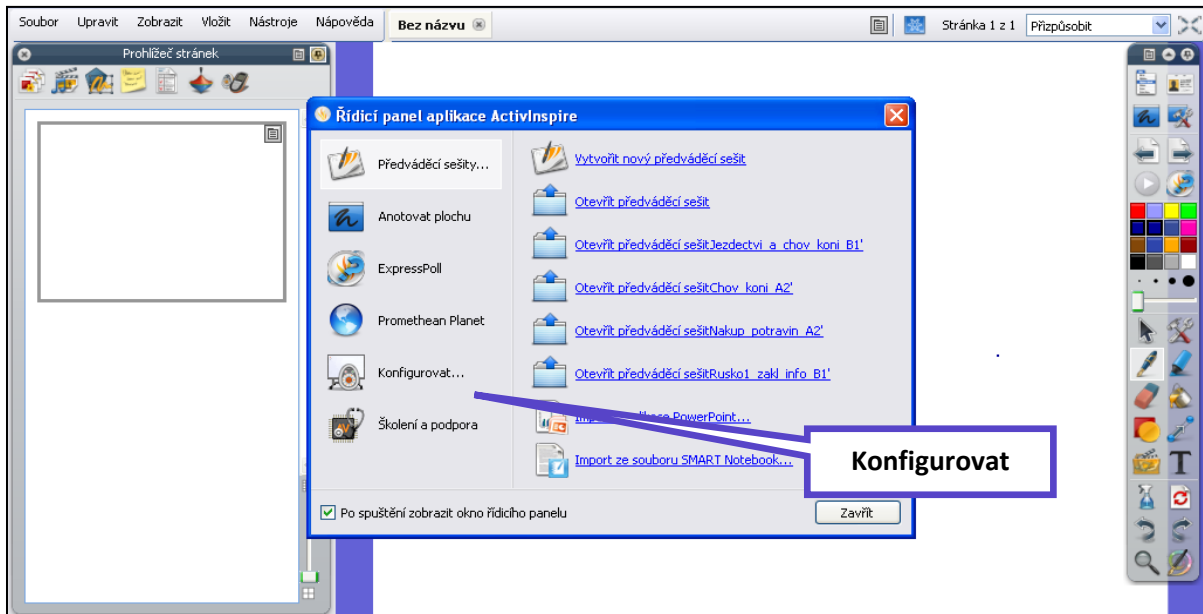 Soubor Upravit Zobrazit Vložit Nástroje Nápověda Bez názvu Stránka 1 z 1 Přizpůsobit
Prohlížeč stránek
Řídicí panel aplikace ActivInspire
Předváděcí sešity...
Anotovat plochu
ExpressPoll
Promethean Planet
Konfigurovat...
Školení a podpora
Vytvořit nový předváděcí sešit
Otevřít předváděcí sešit
Otevřít předváděcí sešitJezdectvi_a_chov_koni_B1'
Otevřít předváděcí sešitChov_koni_A2'
Otevřít předváděcí sešitNakup_potravin_A2'
Otevřít předváděcí sešitRusko1_zakl_info_B1'
PowerPoint...
Import ze souboru SMART Notebook...
Konfigurovat
Po spuštění zobrazit okno řídicího panelu
Zavřít